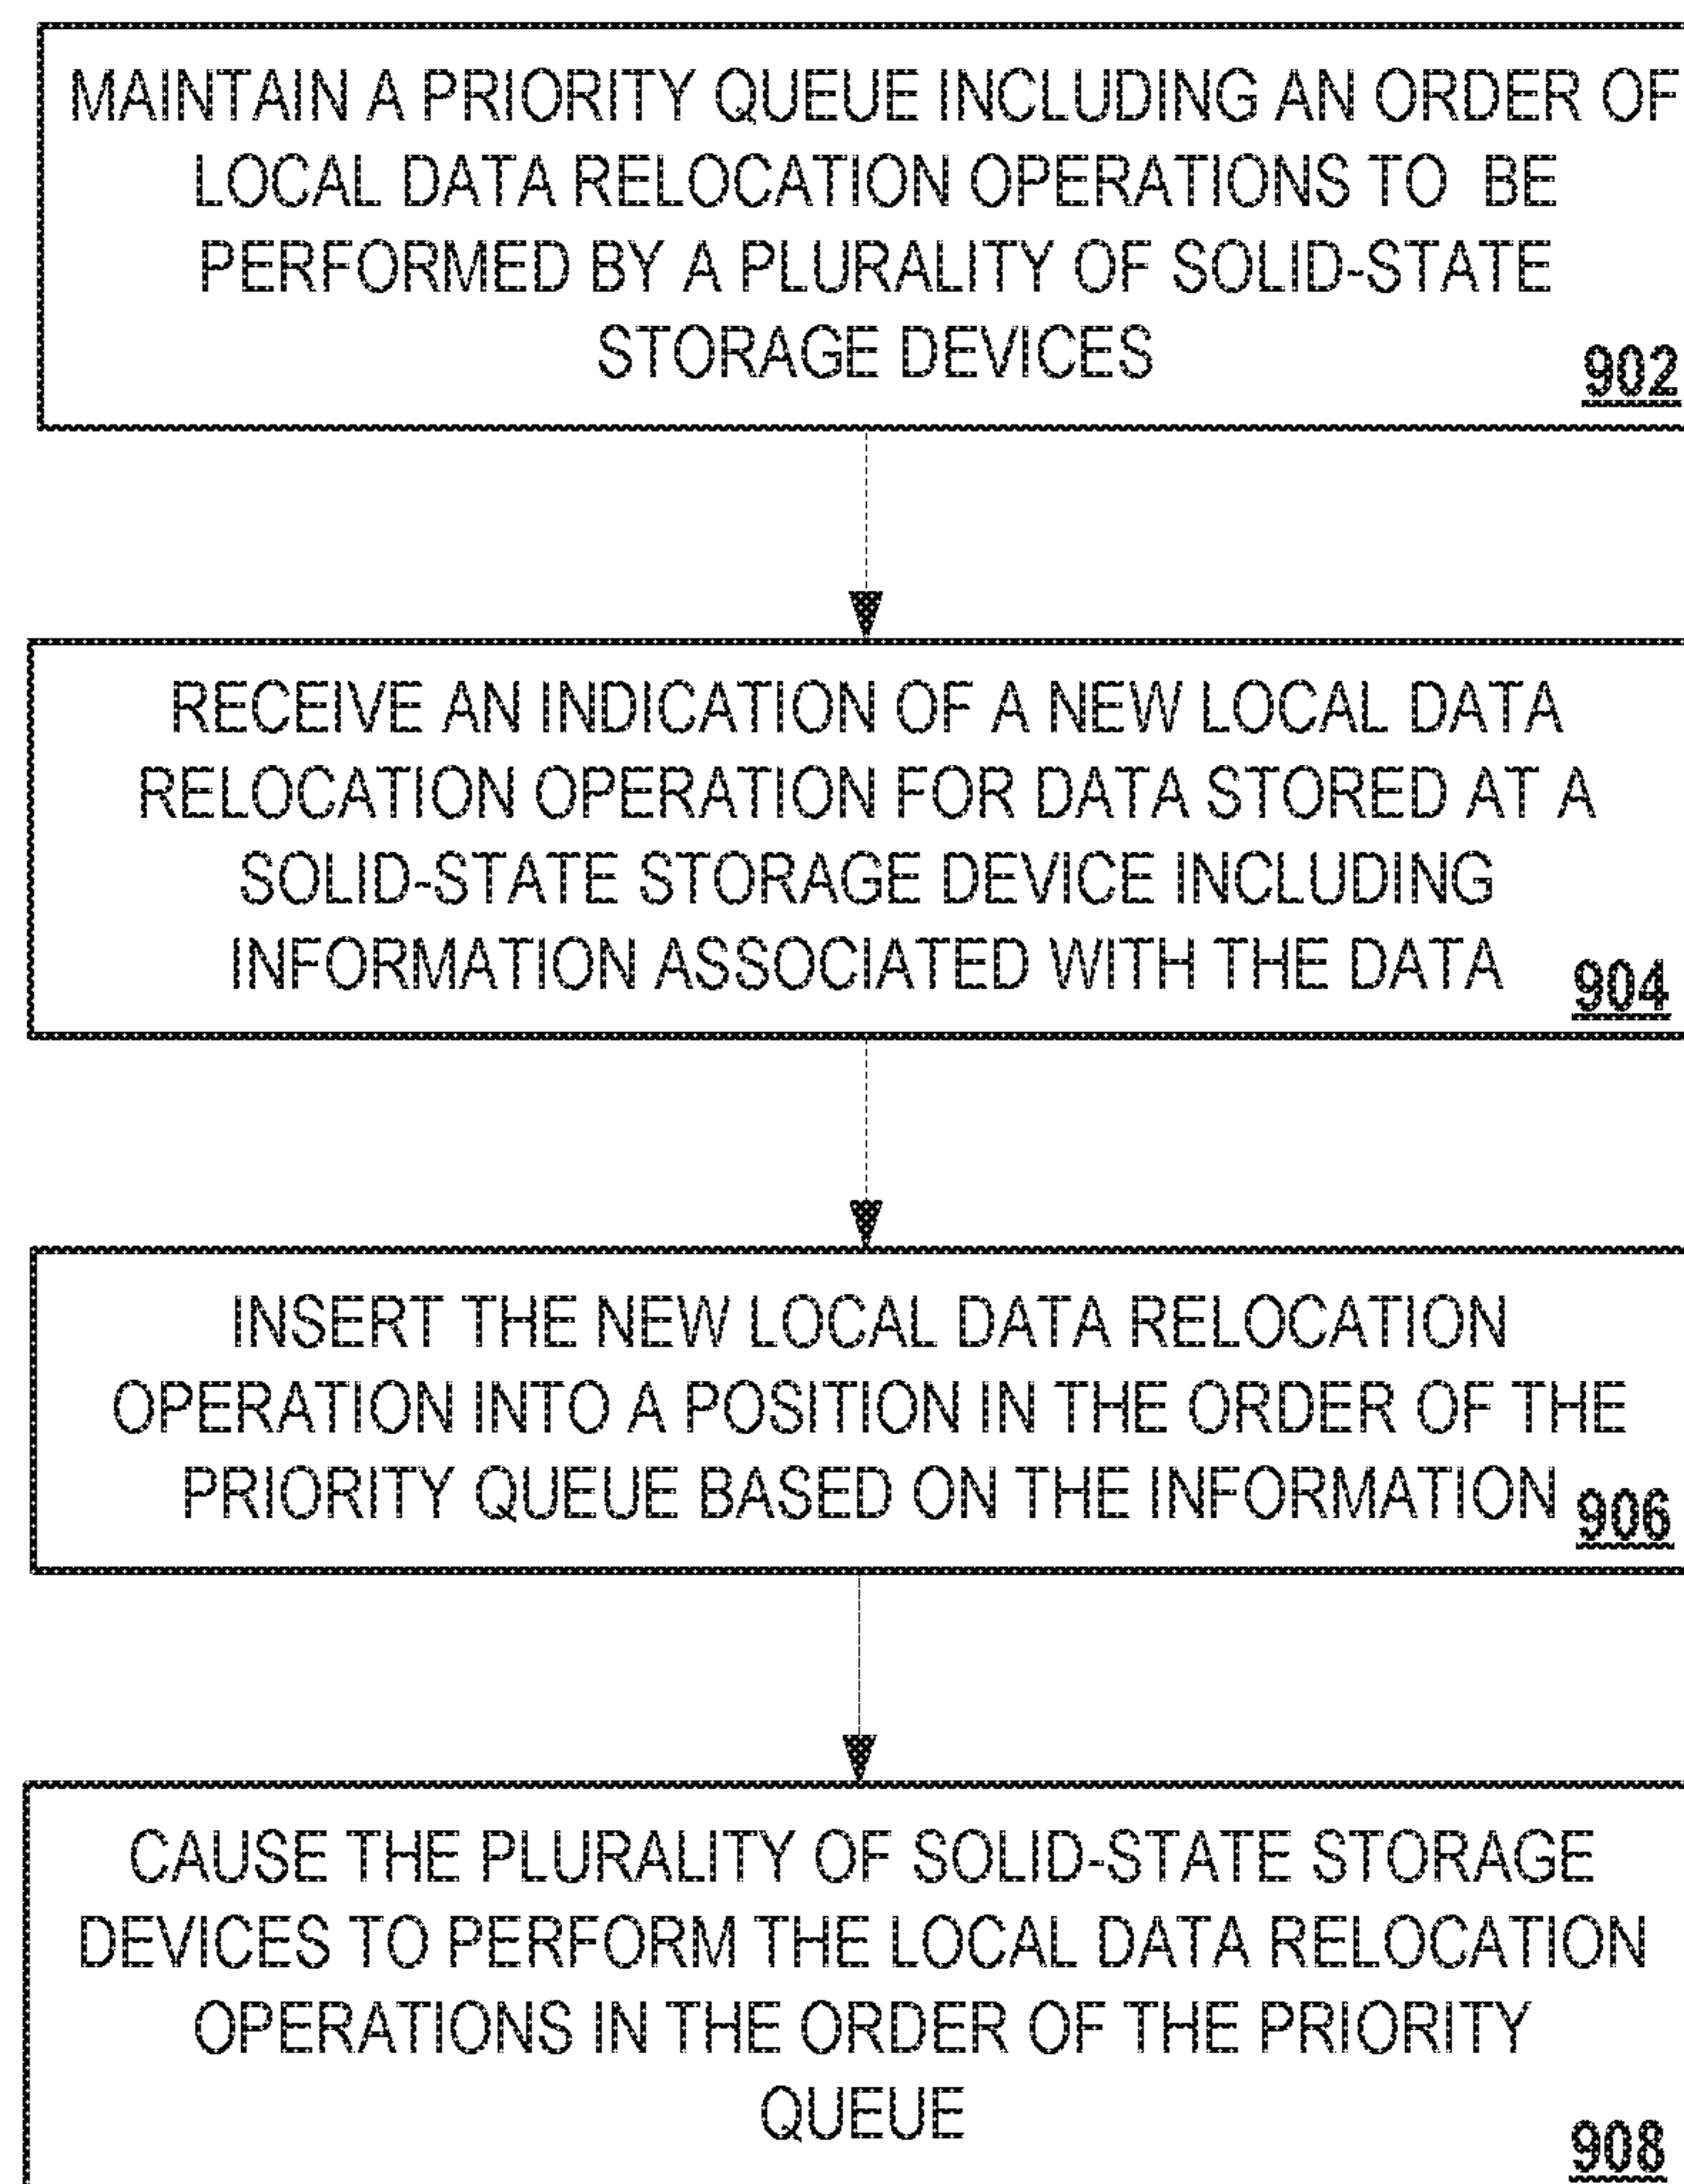 MAINTAIN A PRIORITY QUEUE INCLUDING AN ORDER OF
LOCAL DATA RELOCATION OPERATIONS TO BE
PERFORMED BY A PLURALITY OF SOLID-STATE
STORAGE DEVICES
902
RECEIVE AN INDICATION OF A NEW LOCAL DATA
RELOCATION OPERATION FOR DATA STORED AT A
SOLID-STATE STORAGE DEVICE INCLUDING
INFORMATION ASSOCIATED WITH THE DATA
904
INSERT THE NEW LOCAL DATA RELOCATION
OPERATION INTO A POSITION IN THE ORDER OF THE
PRIORITY QUEUE BASED ON THE INFORMATION
906
CAUSE THE PLURALITY OF SOLID-STATE STORAGE
DEVICES TO PERFORM THE LOCAL DATA RELOCATION
OPERATIONS IN THE ORDER OF THE PRIORITY
QUEUE
908